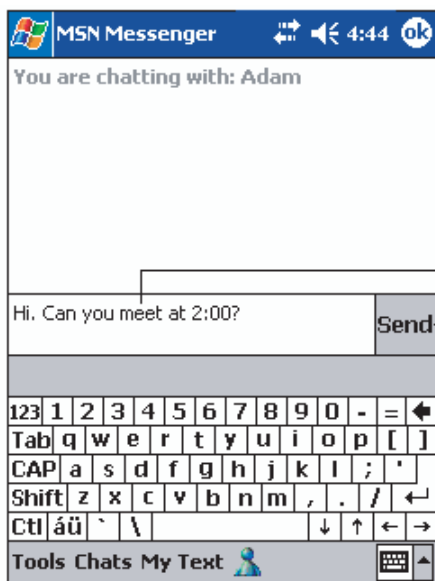 MSN Messenger 4:44 ok
You are chatting with: Adam
Hi. Can you meet at 2:00?
Send
123 1 2 3 4 5 6 7 8 9 0 - = ←
Tab q w e r t y u i o p [ ]
CAP a s d f g h j k l ; '
Shift z x c v b n m , . / ↵
Ctl áü ` \ ↓ ↑ ← →
Tools Chats My Text